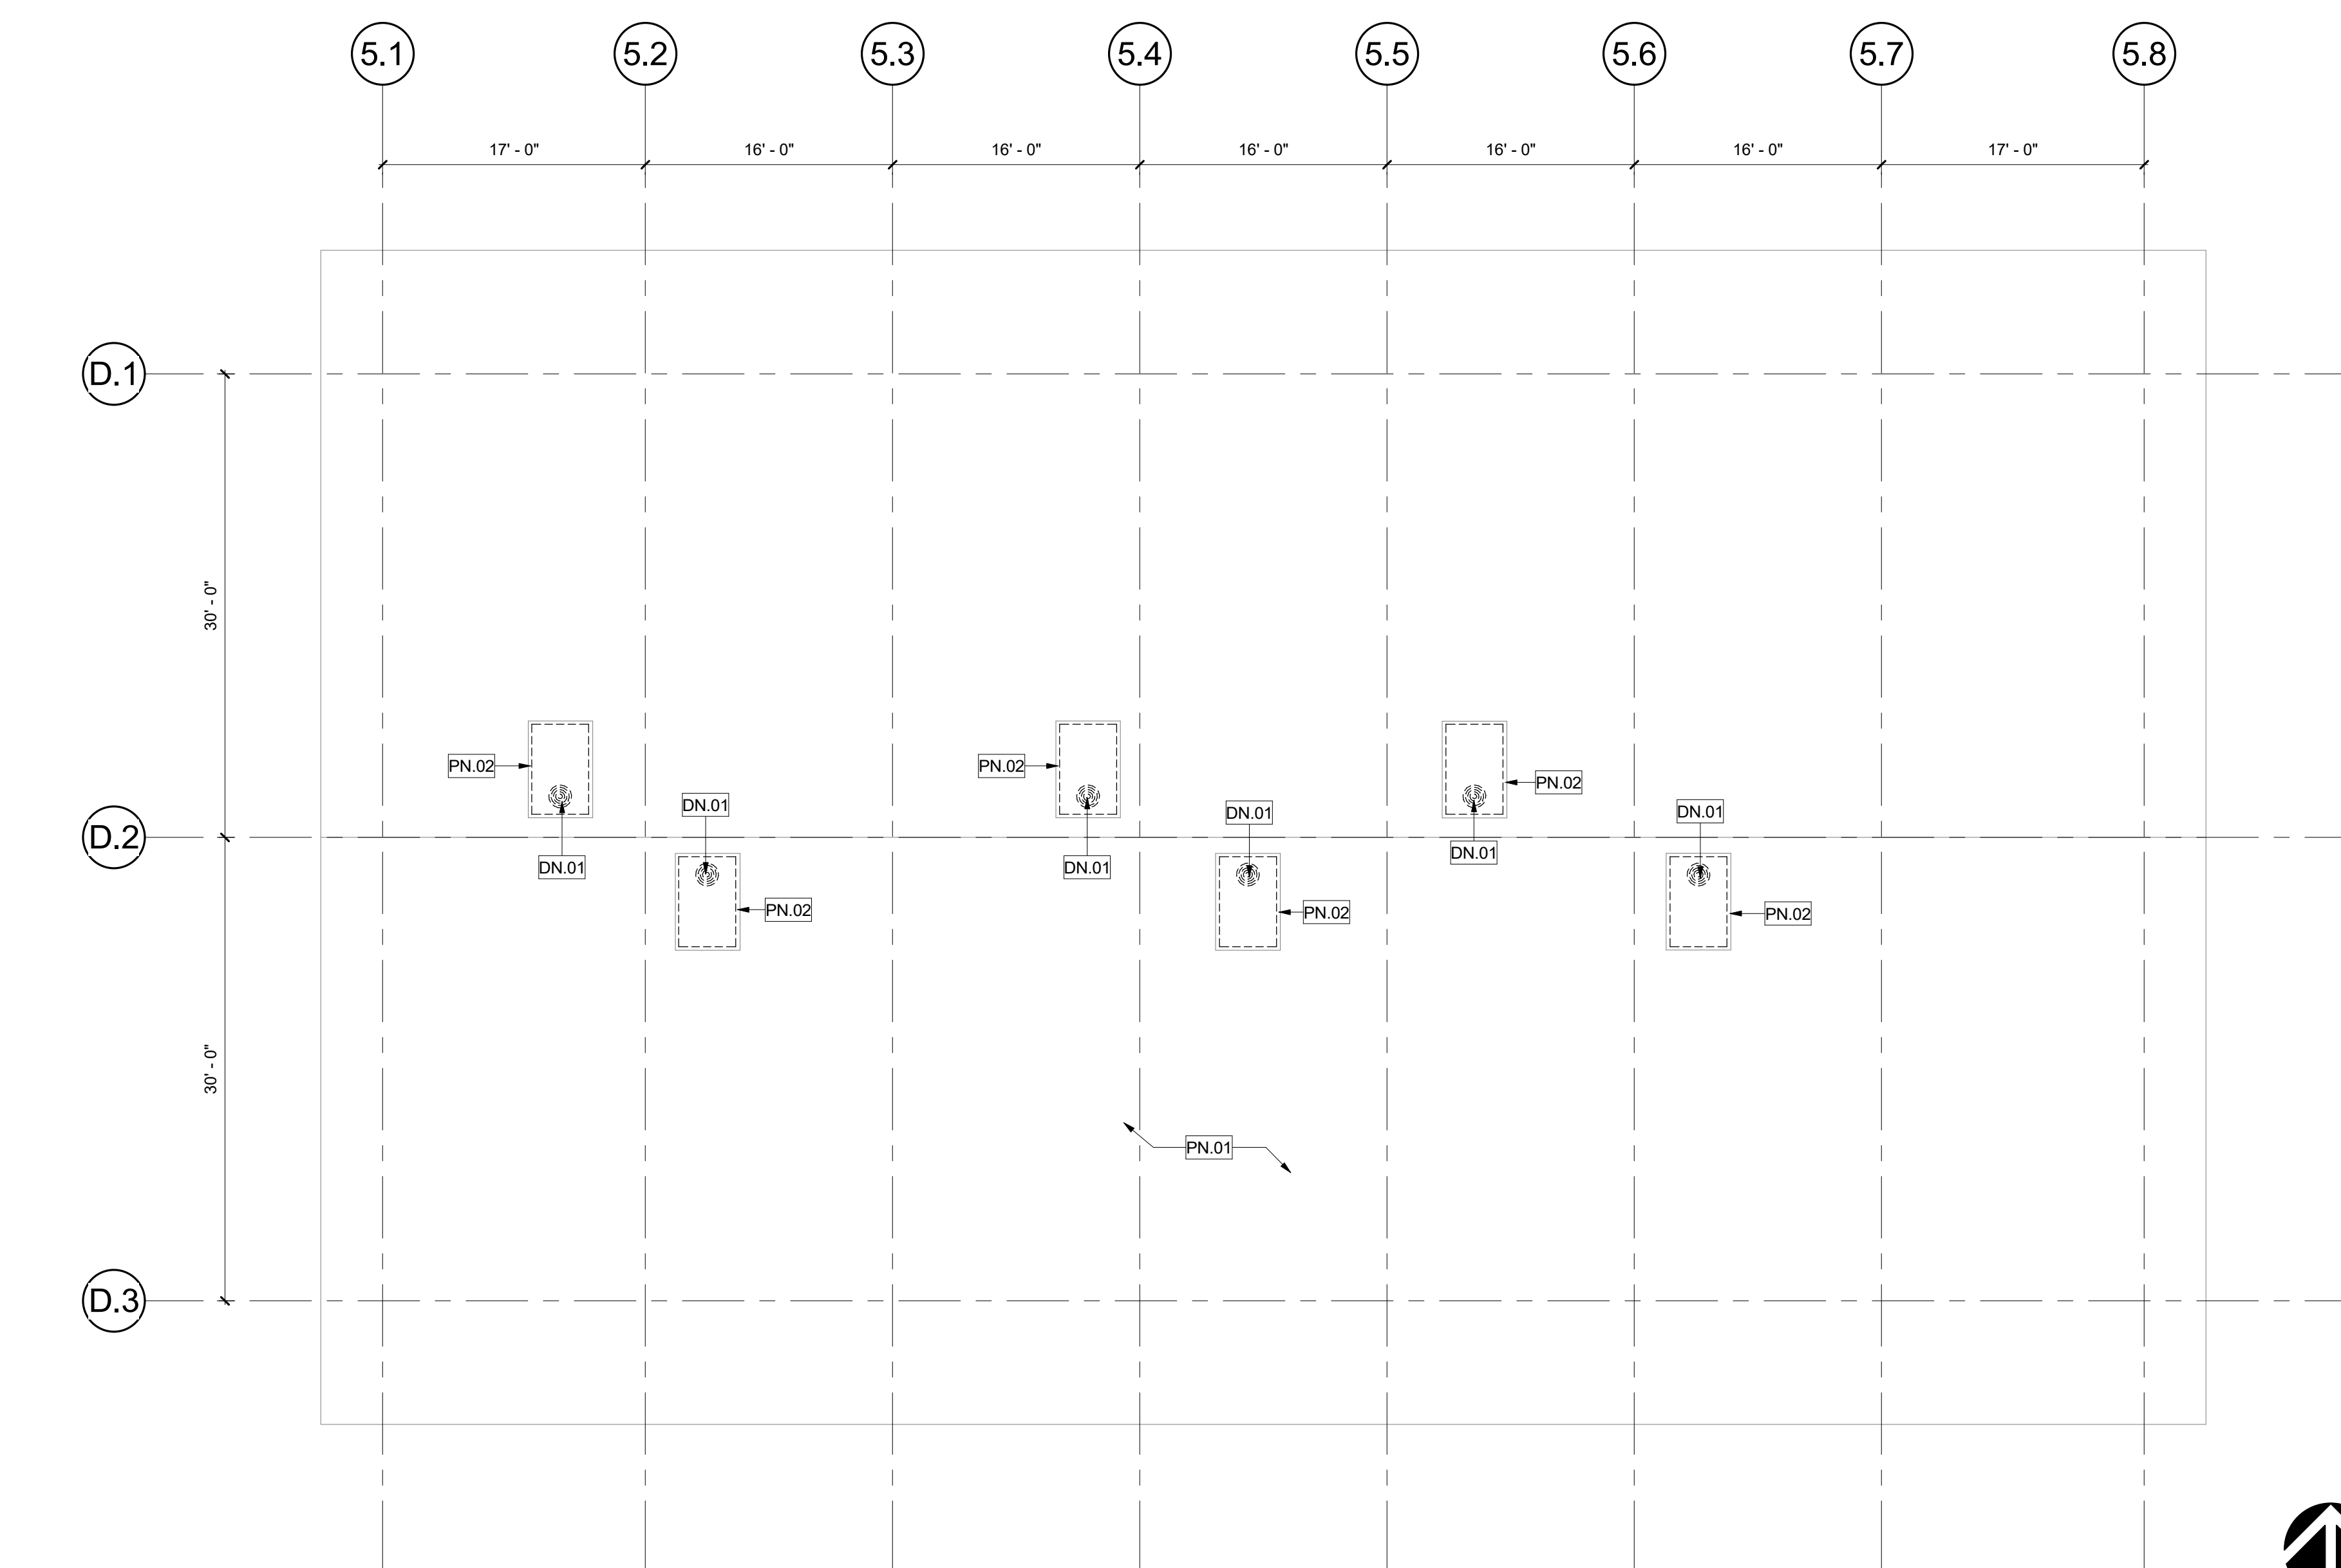 5.1 5.2 5.3 5.4 5.5 5.6 5.7 5.8
17' - 0" 16' - 0" 16' - 0" 16' - 0" 16' - 0" 16' - 0" 17' - 0"
D.1
30' - 0"
PN.02 PN.02 PN.02
DN.01 DN.01 DN.01
D.2
DN.01 DN.01 DN.01
PN.02 PN.02 PN.02
30' - 0"
PN.01
D.3